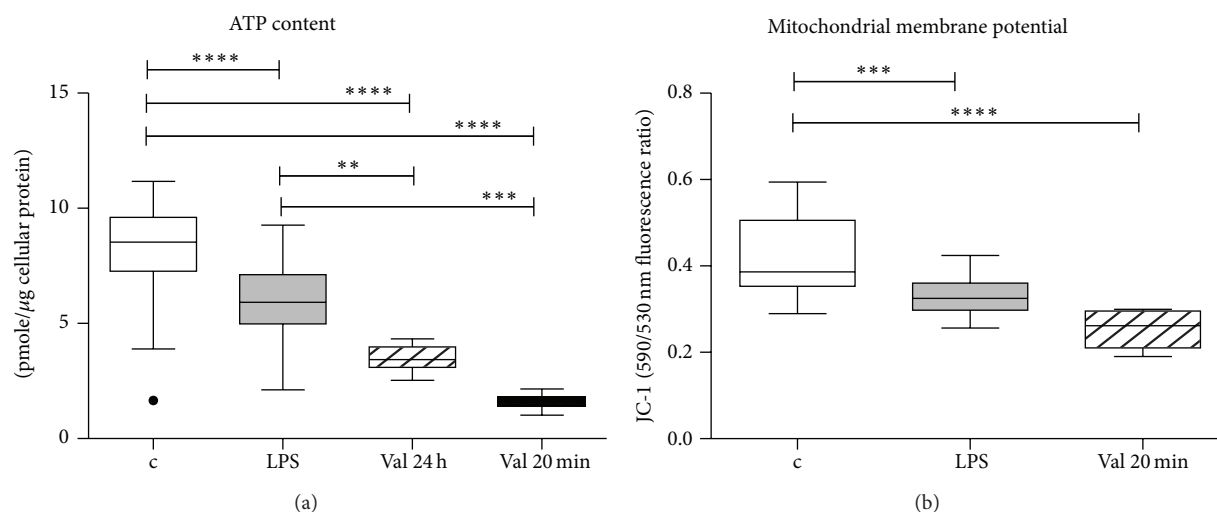 ATP content
****
****
****
**
***
15
10
5
0
(pmole/μg cellular protein)
c LPS Val 24 h Val 20 min
(a)
Mitochondrial membrane potential
***
****
0.8
0.6
0.4
0.2
0.0
JC-1 (590/530 nm fluorescence ratio)
c LPS Val 20 min
(b)